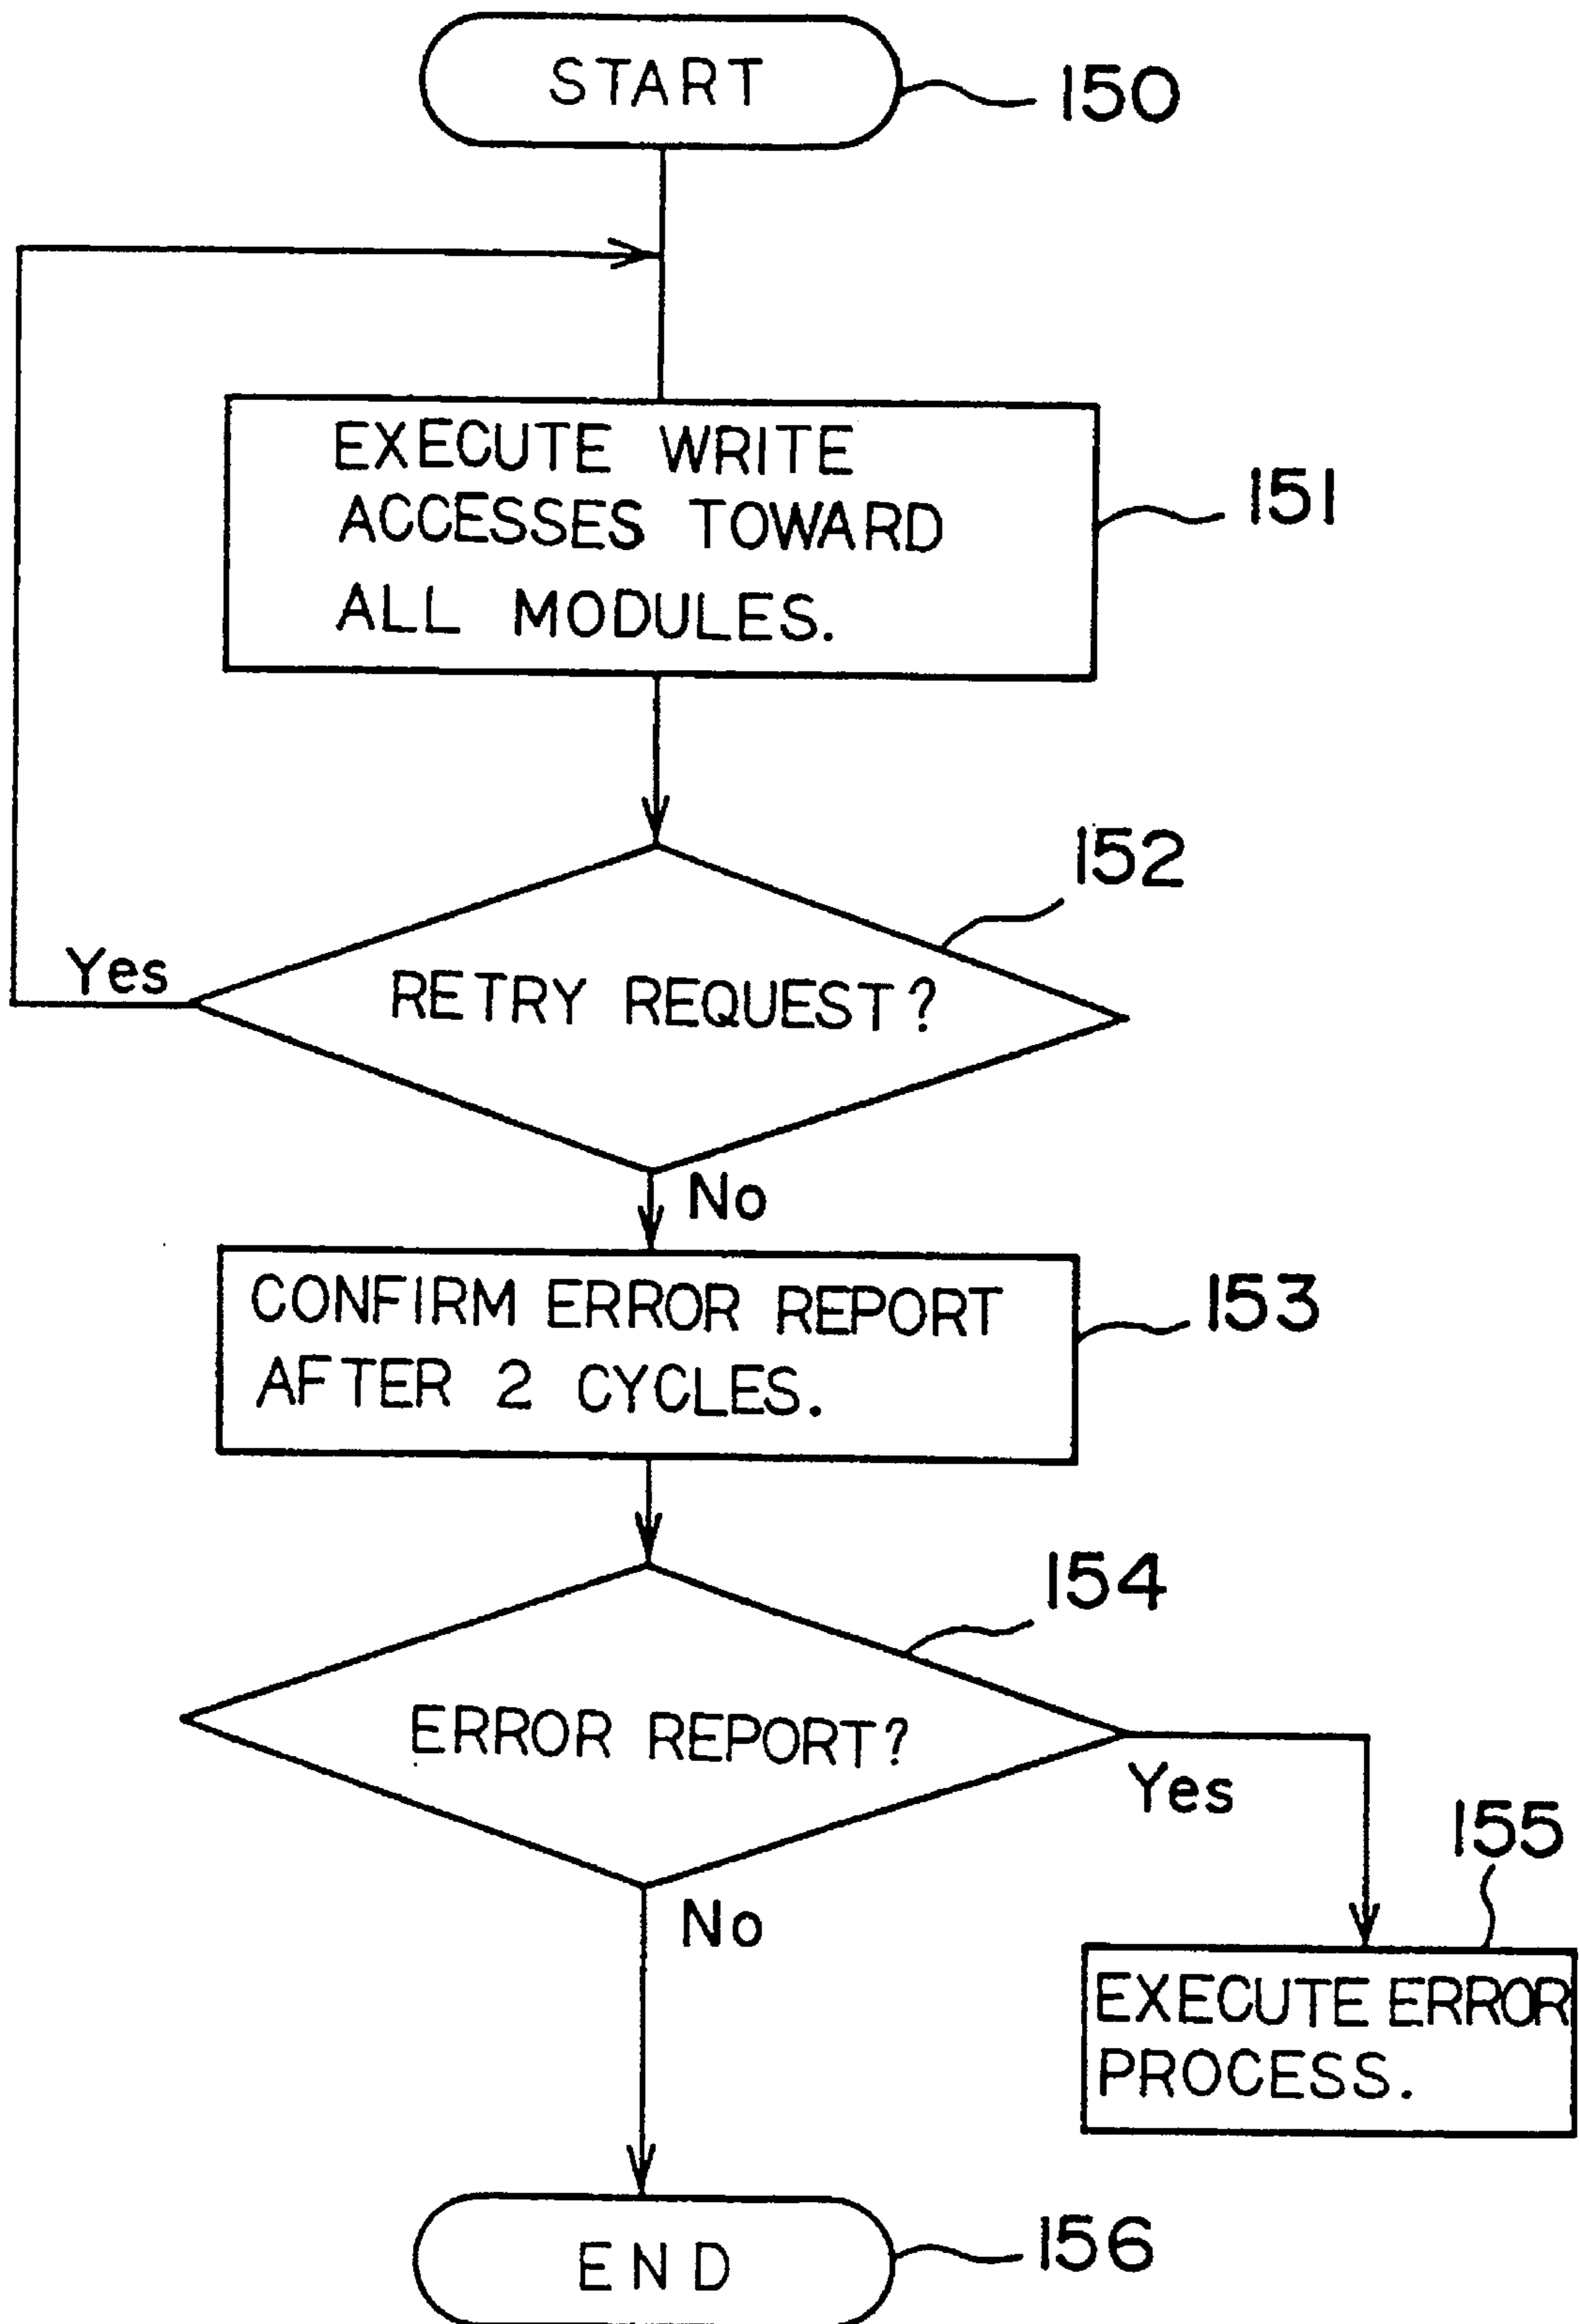 START
150
EXECUTE WRITE
ACCESSES TOWARD
ALL MODULES.
151
152
Yes
RETRY REQUEST?
No
CONFIRM ERROR REPORT
AFTER 2 CYCLES.
153
154
ERROR REPORT?
Yes
155
No
EXECUTE ERROR
PROCESS.
END
156